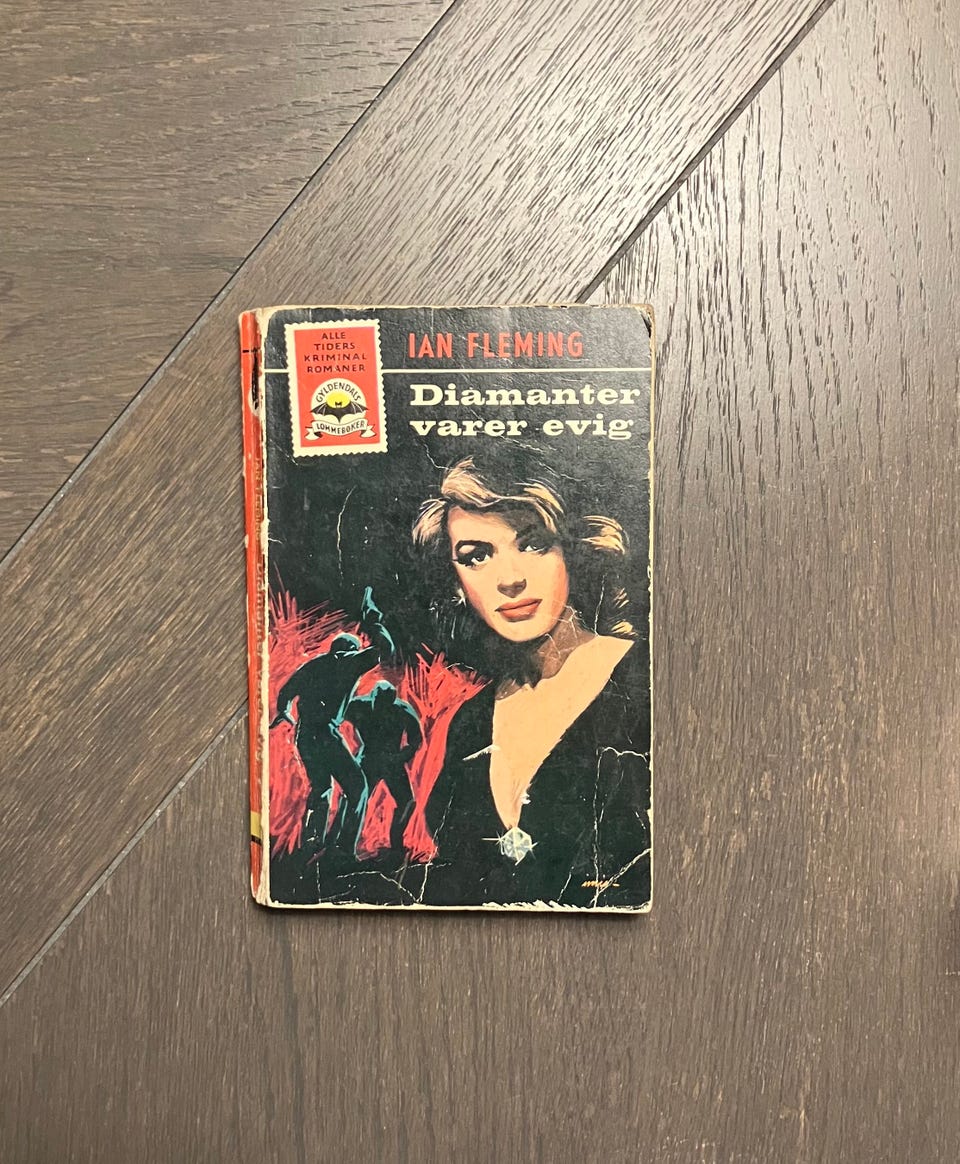 ALLE
TIDERS
KRIMINAL
ROMANER
GYLDENDALS
LOMMEBØKER
IAN FLEMING
Diamanter
varer evig